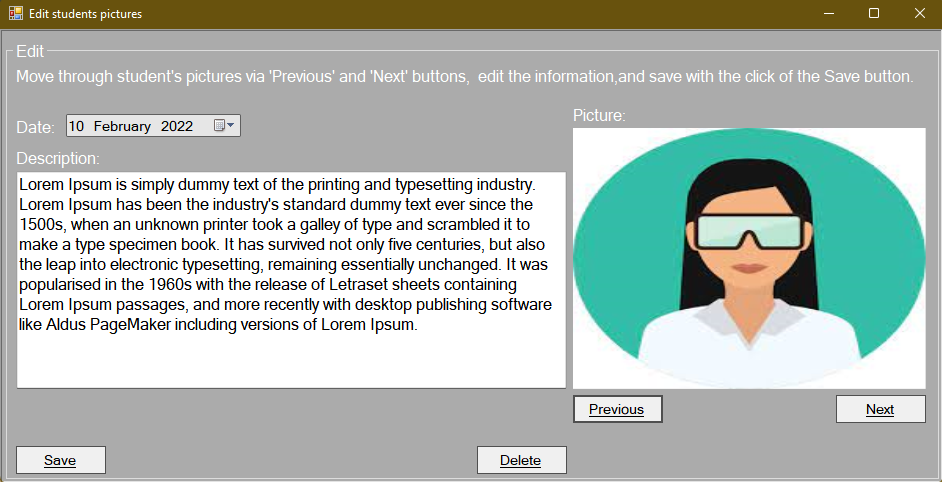 Edit students pictures
Edit
Move through student's pictures via 'Previous' and 'Next' buttons,  edit the information,and save with the click of the Save button.
Date: 10 February 2022
Picture:
Description:
Lorem Ipsum is simply dummy text of the printing and typesetting industry.
Lorem Ipsum has been the industry's standard dummy text ever since the
1500s, when an unknown printer took a galley of type and scrambled it to
make a type specimen book. It has survived not only five centuries, but also
the leap into electronic typesetting, remaining essentially unchanged. It was
popularised in the 1960s with the release of Letraset sheets containing
Lorem Ipsum passages, and more recently with desktop publishing software
like Aldus PageMaker including versions of Lorem Ipsum.
Previous
Next
Save
Delete